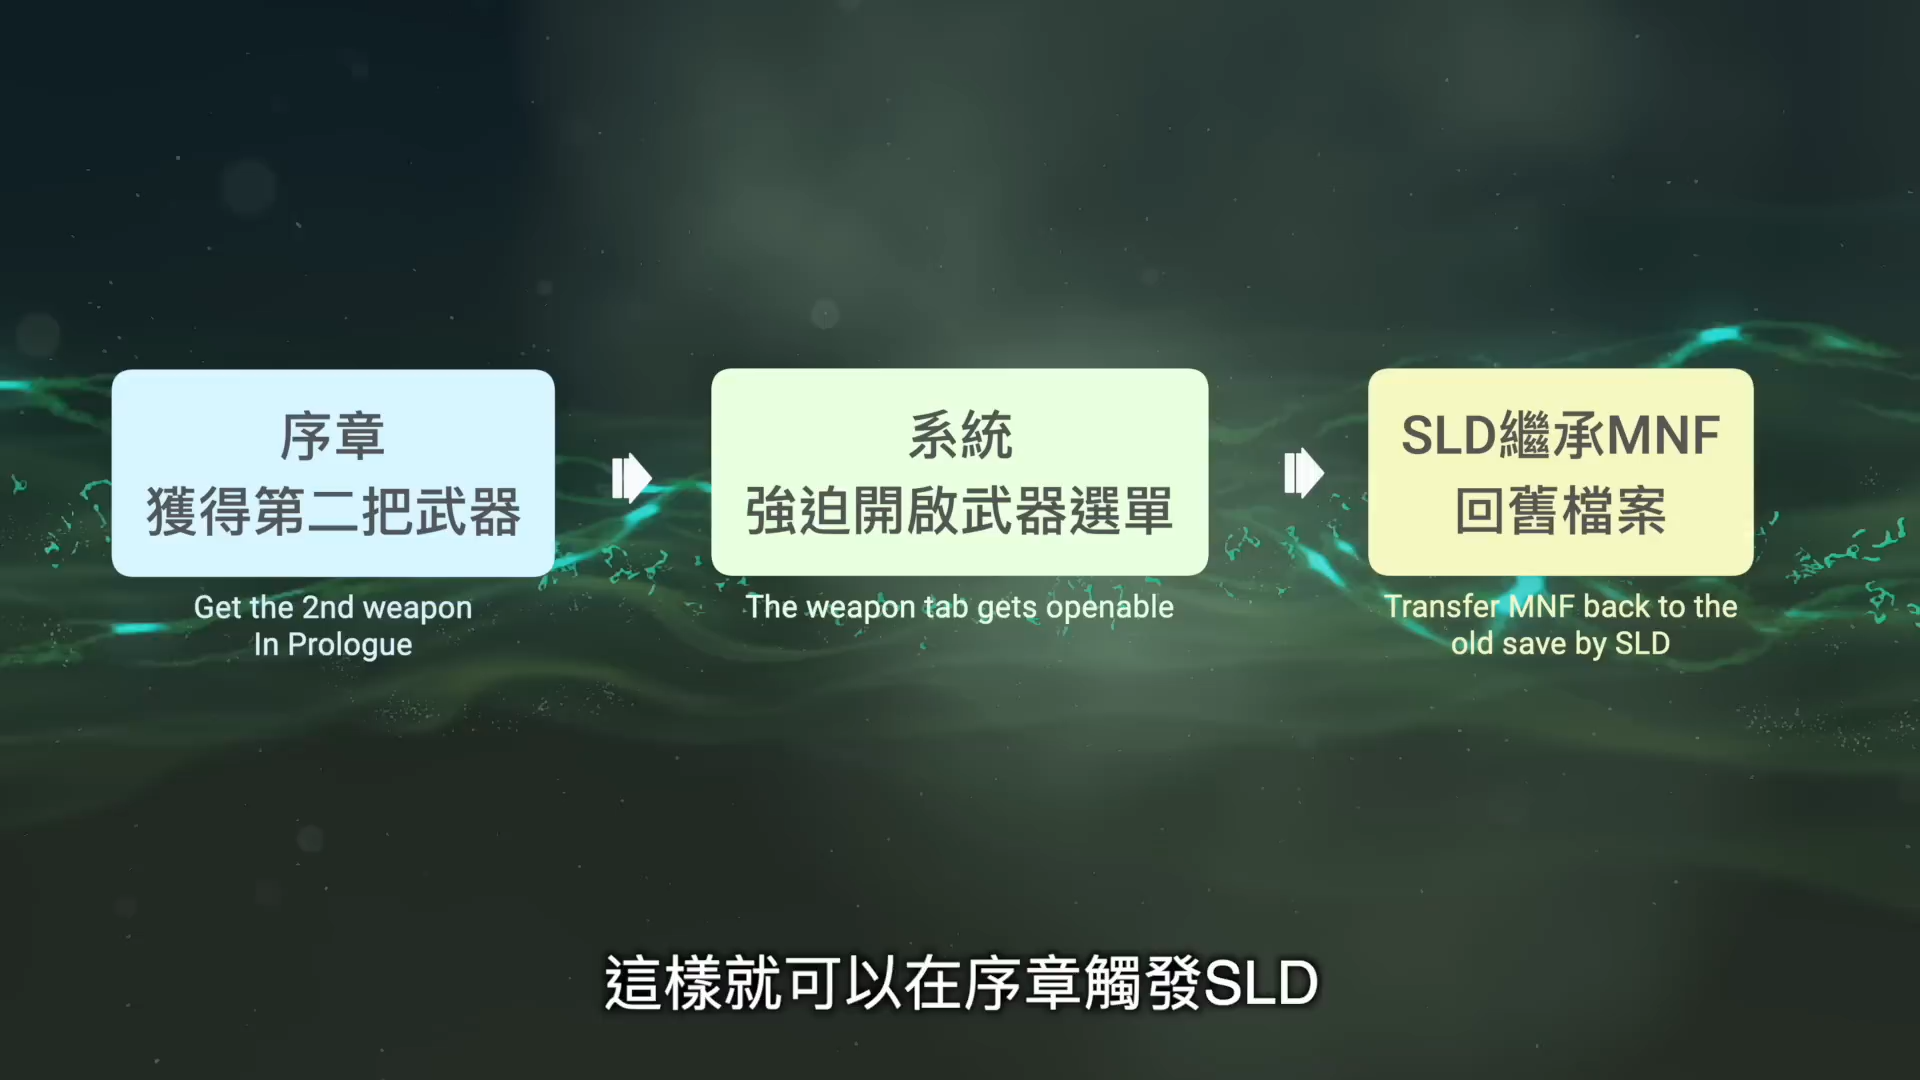 序章
獲得第二把武器
Get the 2nd weapon
In Prologue
系統
強迫開啟武器選單
The weapon tab gets openable
SLD繼承MNF
回舊檔案
Transfer MNF back to the
old save by SLD
這樣就可以在序章觸發SLD